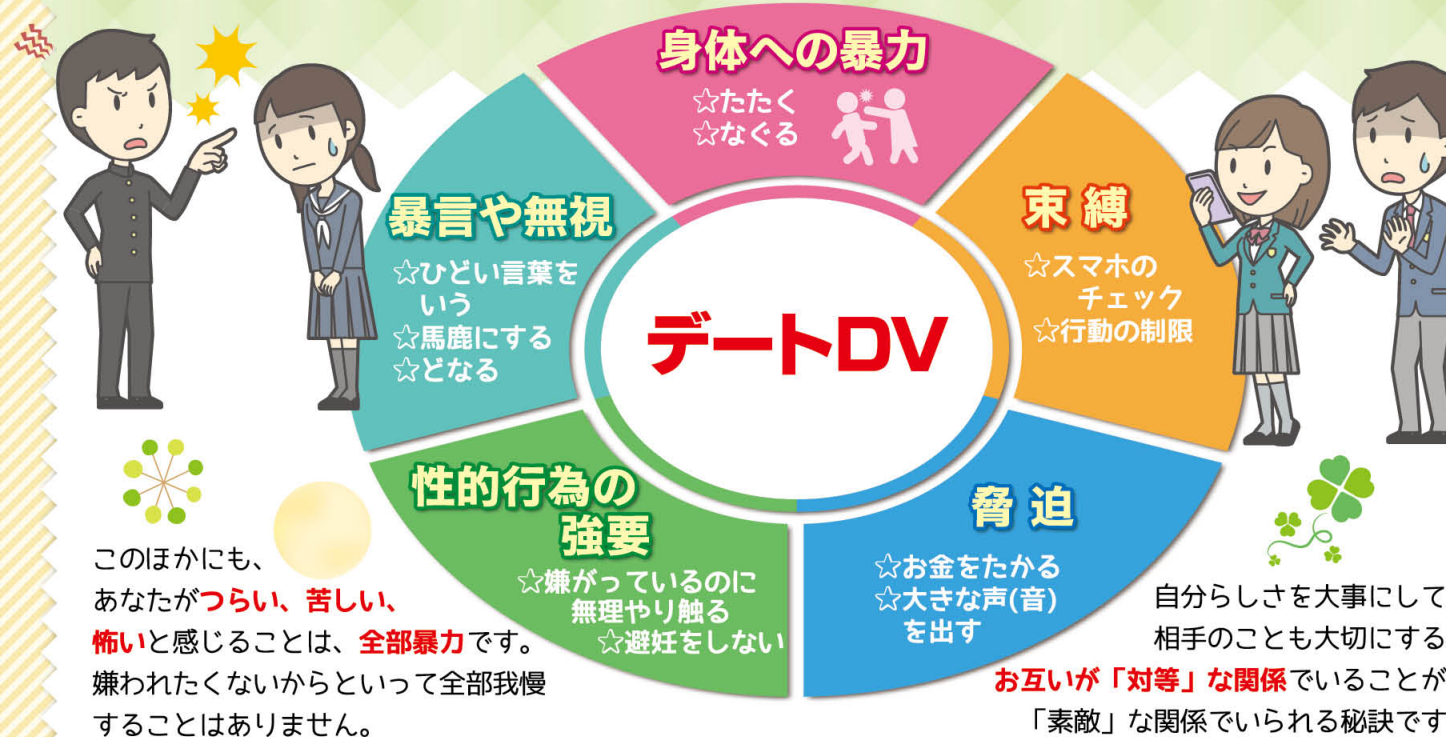 身体への暴力
☆たたく
☆なぐる
束縛
☆スマホの
チェック
☆行動の制限
脅迫
☆お金をたかる
☆大きな声(音)
を出す
性的行為の
強要
☆嫌がっているのに
無理やり触る
☆避妊をしない
暴言や無視
☆ひどい言葉を
いう
☆馬鹿にする
☆どなる
デートDV
このほかにも、
あなたがつらい、苦しい、
怖いと感じることは、全部暴力です。
嫌われたくないからといって全部我慢
することはありません。
自分らしさを大事にして
相手のことも大切にする
お互いが「対等」な関係でいることが
「素敵」な関係でいられる秘訣です